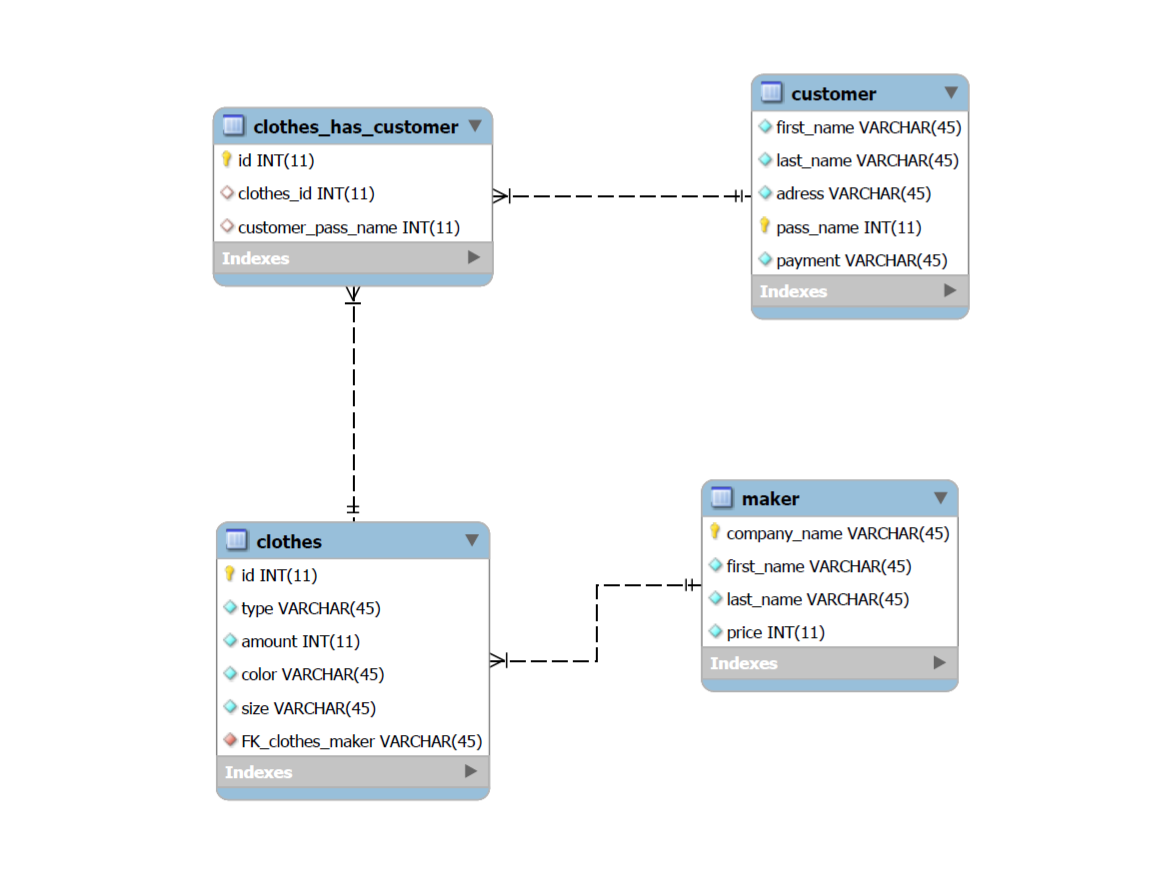 clothes_has_customer
id INT(11)
clothes_id INT(11)
customer_pass_name INT(11)
Indexes
customer
first_name VARCHAR(45)
last_name VARCHAR(45)
adress VARCHAR(45)
pass_name INT(11)
payment VARCHAR(45)
Indexes
clothes
id INT(11)
type VARCHAR(45)
amount INT(11)
color VARCHAR(45)
size VARCHAR(45)
FK_clothes_maker VARCHAR(45)
Indexes
maker
company_name VARCHAR(45)
first_name VARCHAR(45)
last_name VARCHAR(45)
price INT(11)
Indexes